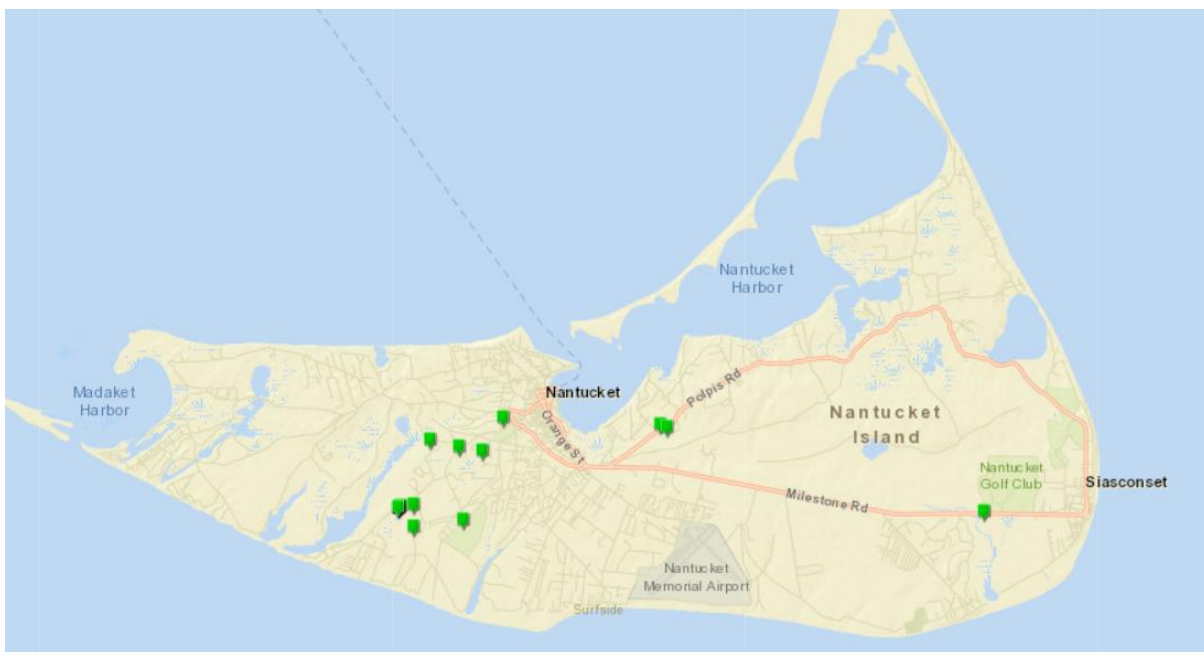 Nantucket
Harbor
Madaket
Harbor
Nantucket
Polpis Rd
Orange St
Nantucket
Island
Nantucket
Golf Club
Siasconset
Milestone Rd
Nantucket
Memorial Airport
Surfside